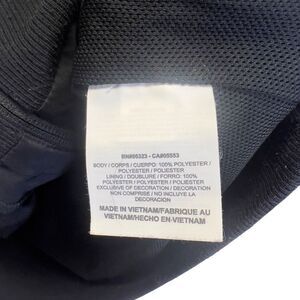 RN#05323 - CA#05553
BODY / CORPS / CUERPO: 100% POLYESTER /
POLYESTER / POLIESTER
LINING / DOUBLURE / FORRO: 100%
POLYESTER / POLYESTER / POLIESTER
EXCLUSIVE OF DECORATION / DECORATION
NON COMPRISE / NO INCLUYE LA
DECORACION
MADE IN VIETNAM/FABRIQUE AU
VIETNAM/HECHO EN-VIETNAM